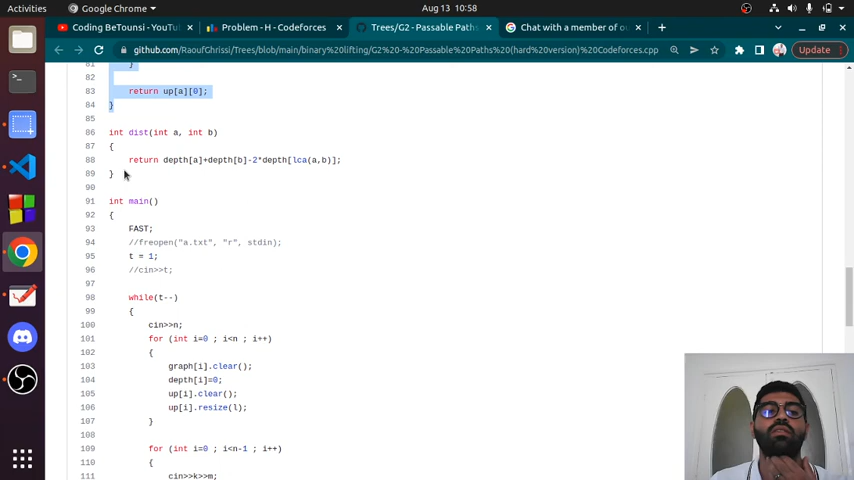 Activities
Google Chrome
Aug 13 10:58
Coding BeTounsi - YouTu
Problem - H - Codeforces
Trees/G2 - Passable Path
Chat with a member of ou
github.com/RaoufGhrissi/Trees/blob/main/binary%20lifting/G2%20-%20Passable%20Paths(hard%20version)%20Codeforces.cpp
Update
81 }
82
83 return up[a][0];
84 }
85
86 int dist(int a, int b)
87 {
88 return depth[a]+depth[b]-2*depth[lca(a,b)];
89 }
90
91 int main()
92 {
93 FAST;
94 //freopen("a.txt", "r", stdin);
95 t = 1;
96 //cin>>t;
97
98 while(t--)
99 {
100 cin>>n;
101 for (int i=0 ; i<n ; i++)
102 {
103 graph[i].clear();
104 depth[i]=0;
105 up[i].clear();
106 up[i].resize(l);
107 }
108
109 for (int i=0 ; i<n-1 ; i++)
110 {
111 cin>>k>>m;